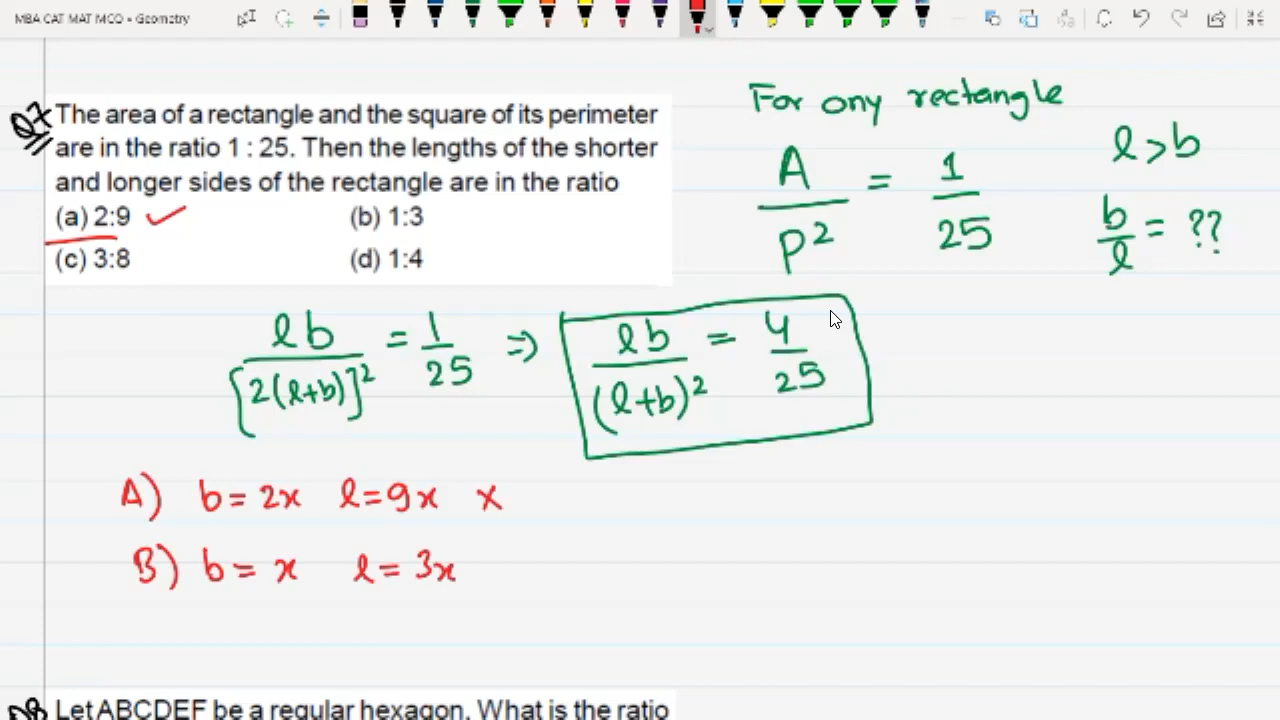 MBA CAT MAT MCQ - Geometry
Q7 The area of a rectangle and the square of its perimeter
are in the ratio 1 : 25. Then the lengths of the shorter
and longer sides of the rectangle are in the ratio
(a) 2:9 ✓ (b) 1:3
(c) 3:8 (d) 1:4
For any rectangle
A/P² = 1/25
l > b
b/l = ??
lb/[2(l+b)]² = 1/25 ⇒ lb/(l+b)² = 4/25
A) b = 2x l = 9x x
B) b = x l = 3x
Q8 Let ABCDEF be a regular hexagon. What is the ratio